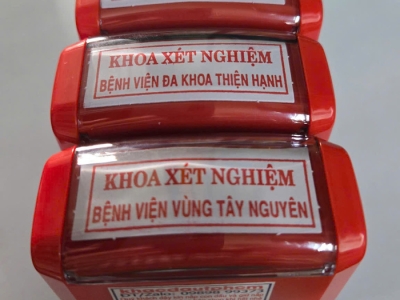 KHOA XÉT NGHIỆM
BỆNH VIỆN ĐA KHOA THIỆN HẠNH
KHOA XÉT NGHIỆM
BỆNH VIỆN VÙNG TÂY NGUYÊN